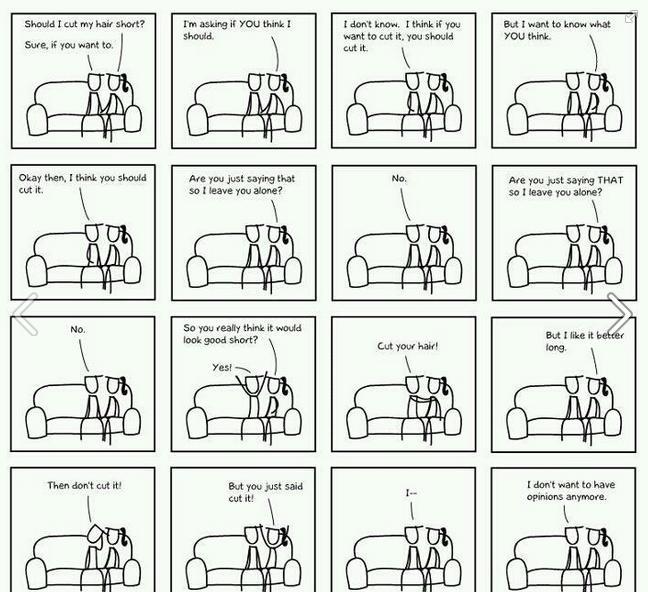 Should I cut my hair short?
Sure, if you want to.
I'm asking if YOU think I
should.
I don't know. I think if you
want to cut it, you should
cut it.
But I want to know what
YOU think.
Okay then, I think you should
cut it.
Are you just saying that
so I leave you alone?
No.
Are you just saying THAT
so I leave you alone?
No.
So you really think it would
look good short?
Yes!
Cut your hair!
But I like it better
long.
Then don't cut it!
But you just said
cut it!
I--
I don't want to have
opinions anymore.